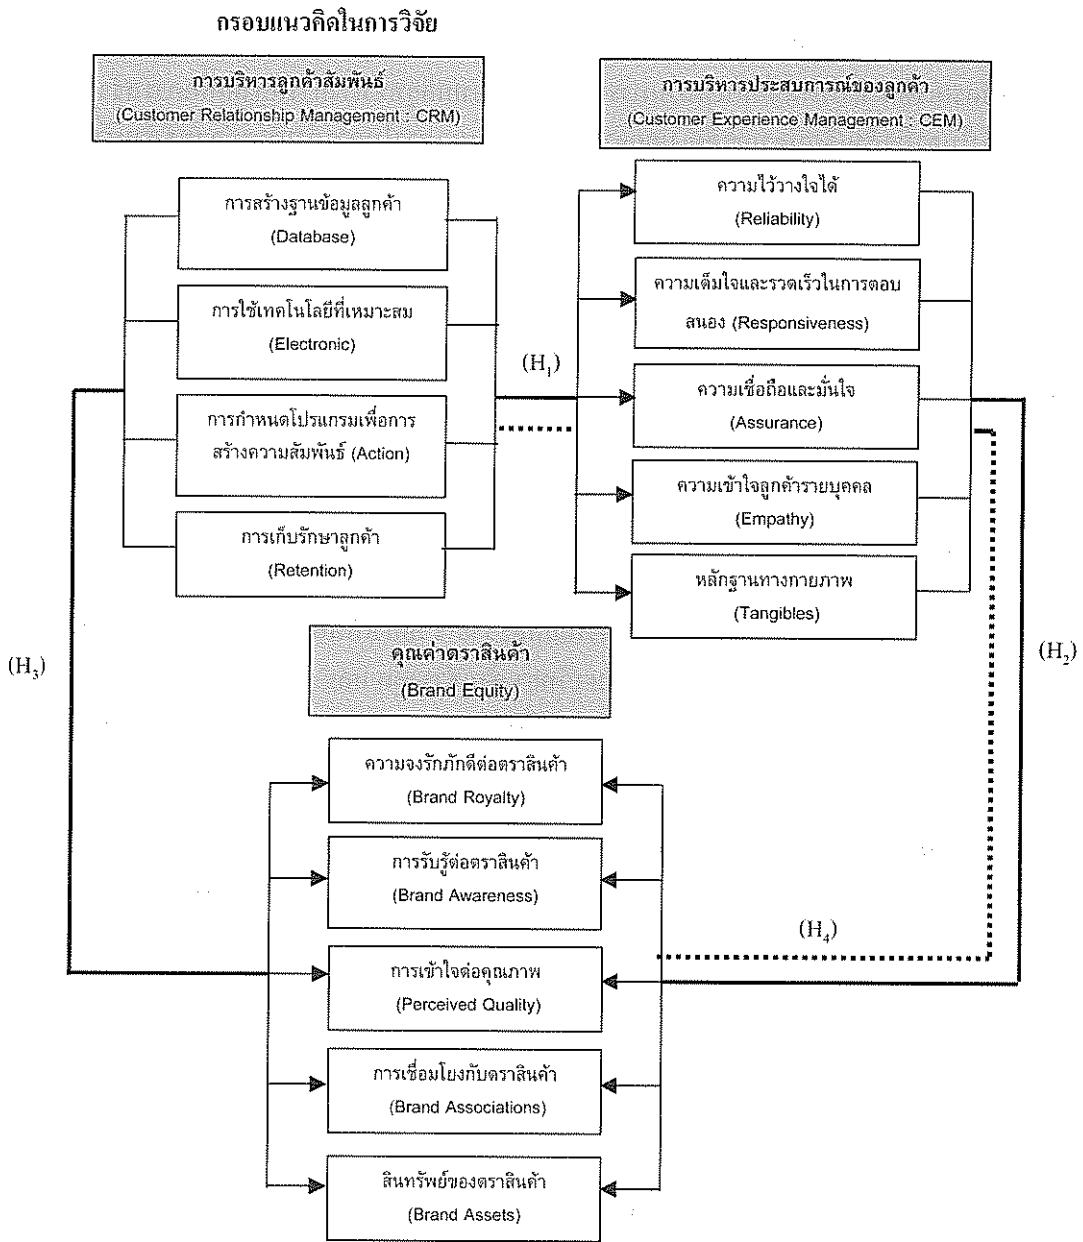 กรอบแนวคิดในการวิจัย
การบริหารลูกค้าสัมพันธ์
(Customer Relationship Management : CRM)
การบริหารประสบการณ์ของลูกค้า
(Customer Experience Management : CEM)
การสร้างฐานข้อมูลลูกค้า
(Database)
การใช้เทคโนโลยีที่เหมาะสม
(Electronic)
การกำหนดโปรแกรมเพื่อการ
สร้างความสัมพันธ์ (Action)
การเก็บรักษาลูกค้า
(Retention)
(H₁)
ความไว้วางใจได้
(Reliability)
ความเต็มใจและรวดเร็วในการตอบ
สนอง (Responsiveness)
ความเชื่อถือและมั่นใจ
(Assurance)
ความเข้าใจลูกค้ารายบุคคล
(Empathy)
หลักฐานทางกายภาพ
(Tangibles)
(H₃)
(H₂)
คุณค่าตราสินค้า
(Brand Equity)
ความจงรักภักดีต่อตราสินค้า
(Brand Royalty)
การรับรู้ต่อตราสินค้า
(Brand Awareness)
(H₄)
การเข้าใจต่อคุณภาพ
(Perceived Quality)
การเชื่อมโยงกับตราสินค้า
(Brand Associations)
สินทรัพย์ของตราสินค้า
(Brand Assets)